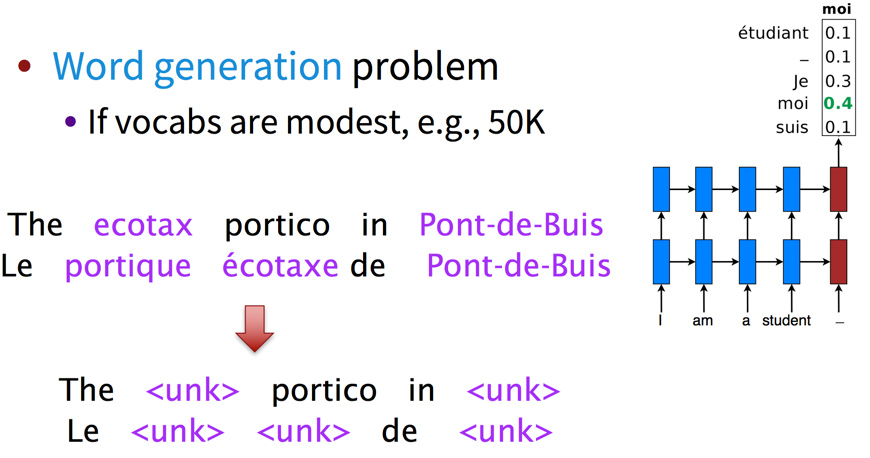 • Word generation problem
• If vocabs are modest, e.g., 50K
The ecotax portico in Pont-de-Buis
Le portique écotaxe de Pont-de-Buis
The <unk> portico in <unk>
Le <unk> <unk> de <unk>
moi
étudiant 0.1
_ 0.1
Je 0.3
moi 0.4
suis 0.1
I am a student _